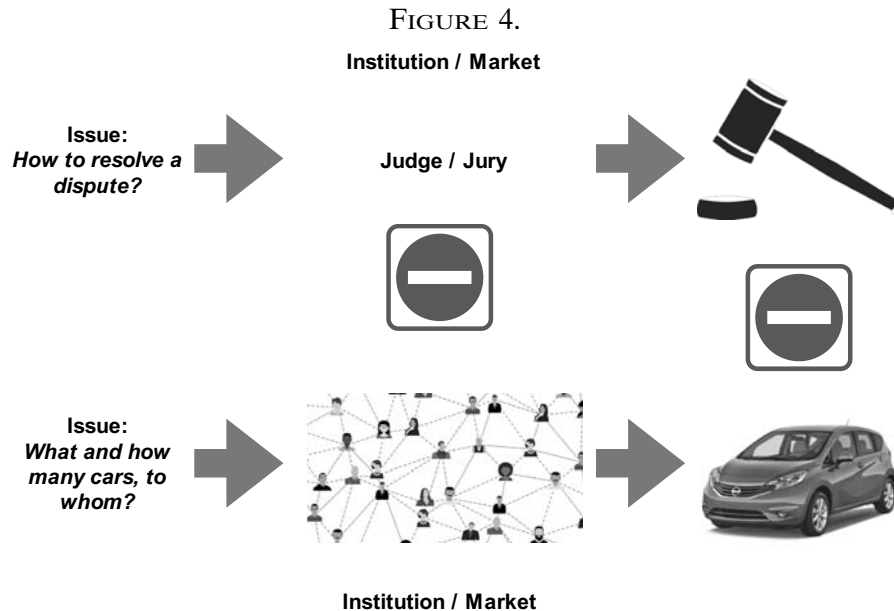 FIGURE 4.
Institution / Market
Issue:
How to resolve a
dispute?
Judge / Jury
Issue:
What and how
many cars, to
whom?
Institution / Market